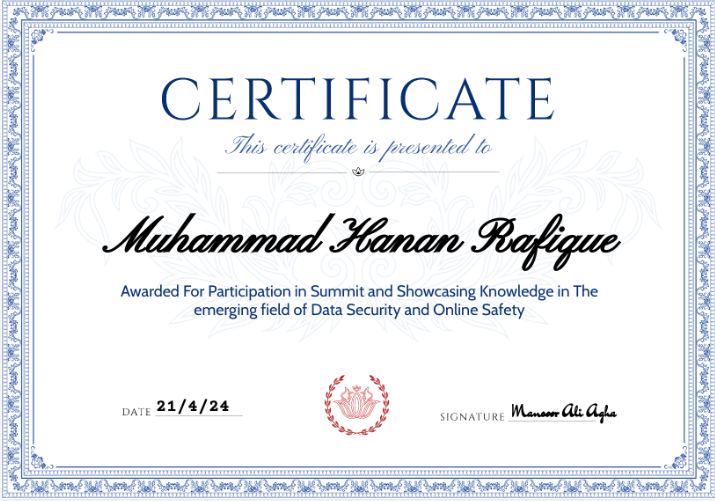 CERTIFICATE
This certificate is presented to
Muhammad Hanan Rafique
Awarded For Participation in Summit and Showcasing Knowledge in The
emerging field of Data Security and Online Safety
DATE 21/4/24
SIGNATURE Mansoor Ali Agha